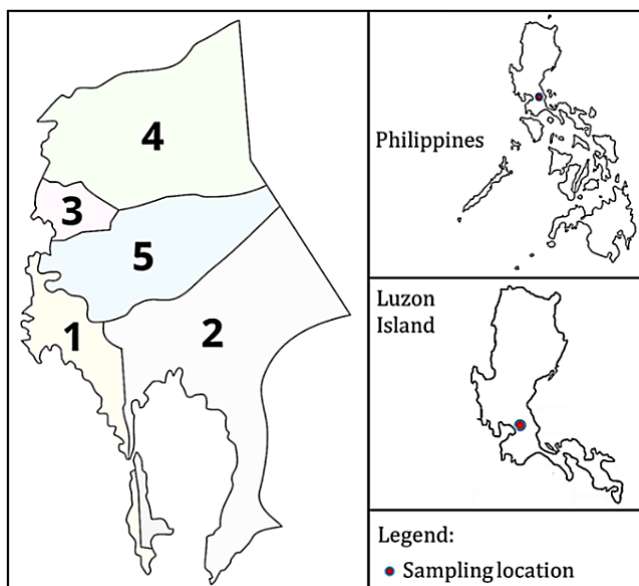 4
3
5
1
2
Philippines
Luzon
Island
Legend:
Sampling location